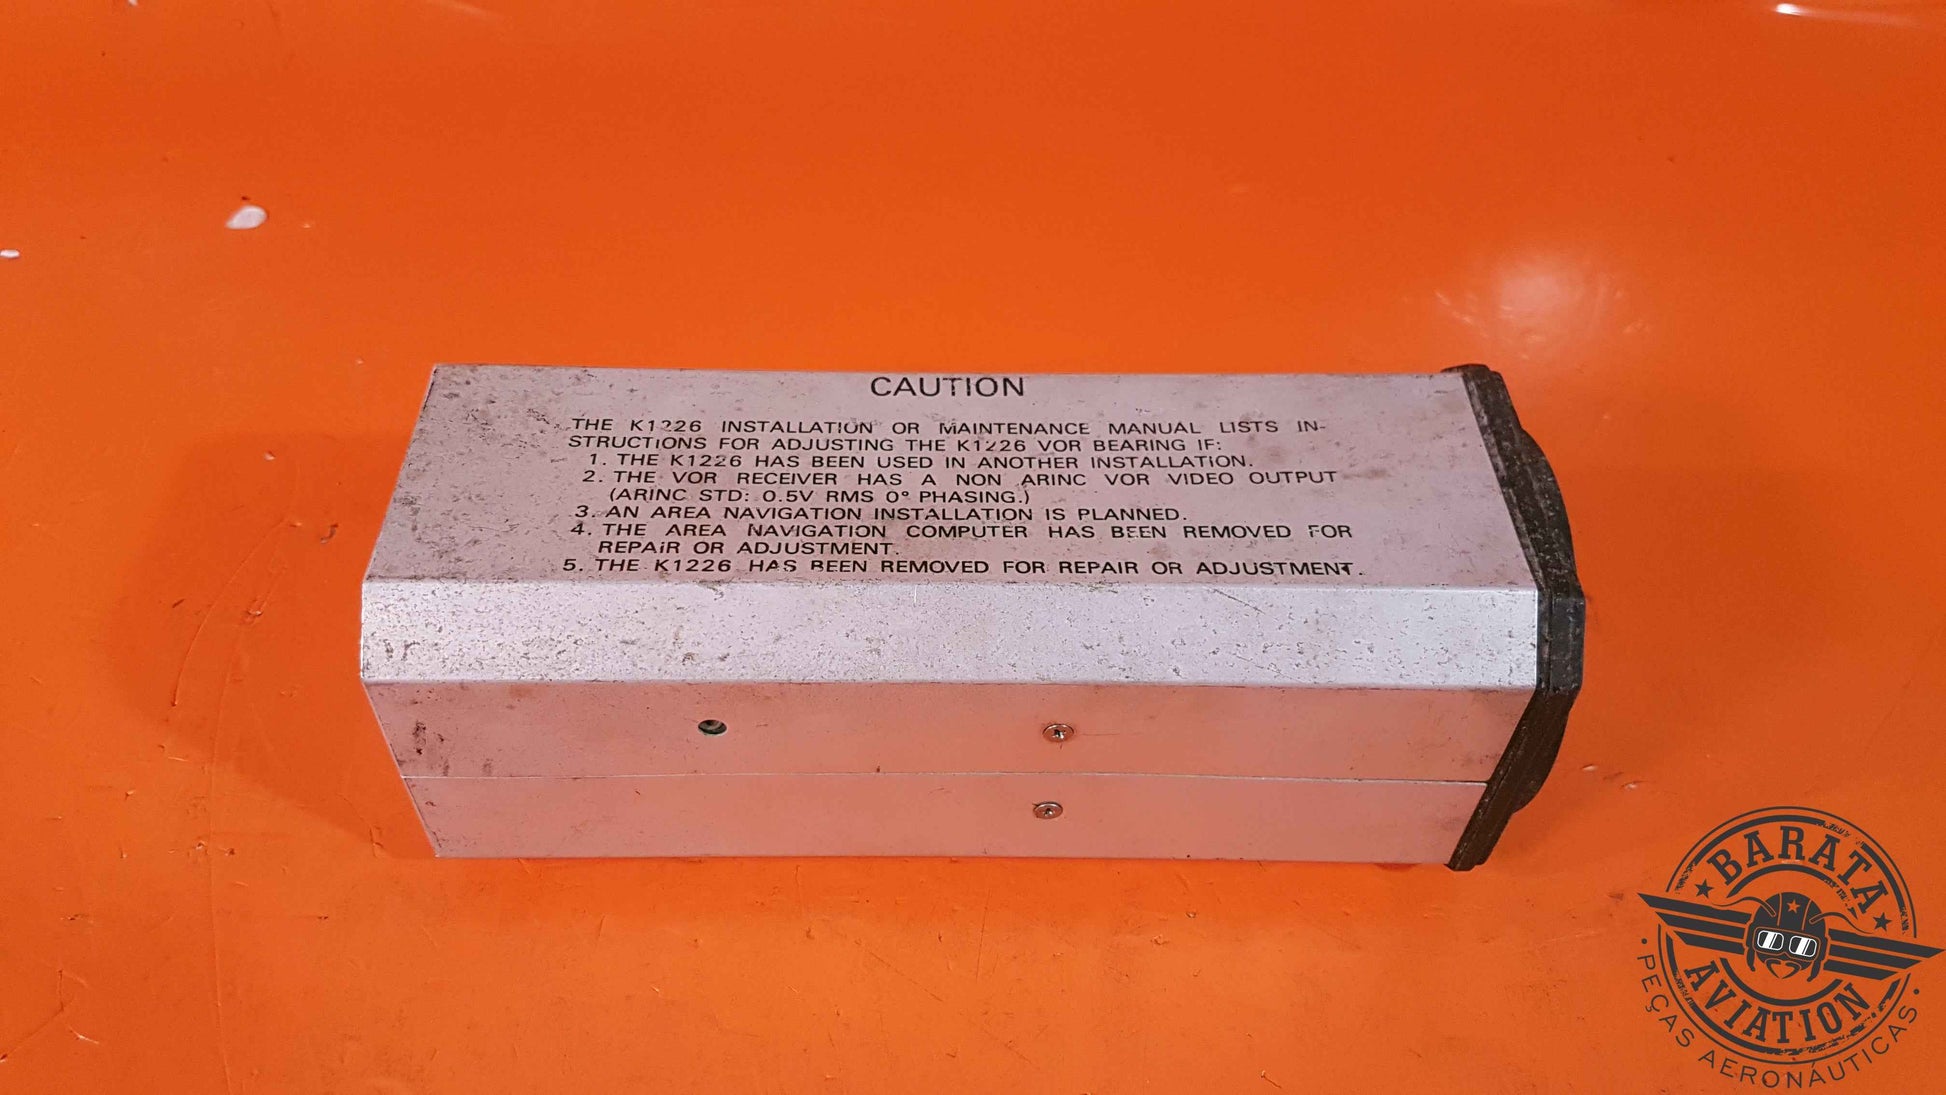 CAUTION
THE K1226 INSTALLATION OR MAINTENANCE MANUAL LISTS IN-
STRUCTIONS FOR ADJUSTING THE K1226 VOR BEARING IF:
1. THE K1226 HAS BEEN USED IN ANOTHER INSTALLATION.
2. THE VOR RECEIVER HAS A NON ARINC VOR VIDEO OUTPUT
(ARINC STD: 0.5V RMS 0° PHASING.)
3. AN AREA NAVIGATION INSTALLATION IS PLANNED.
4. THE AREA NAVIGATION COMPUTER HAS BEEN REMOVED FOR
REPAIR OR ADJUSTMENT.
5. THE K1226 HAS BEEN REMOVED FOR REPAIR OR ADJUSTMENT.
BARATA
AVIATION
• PEÇAS AERONÁUTICAS •